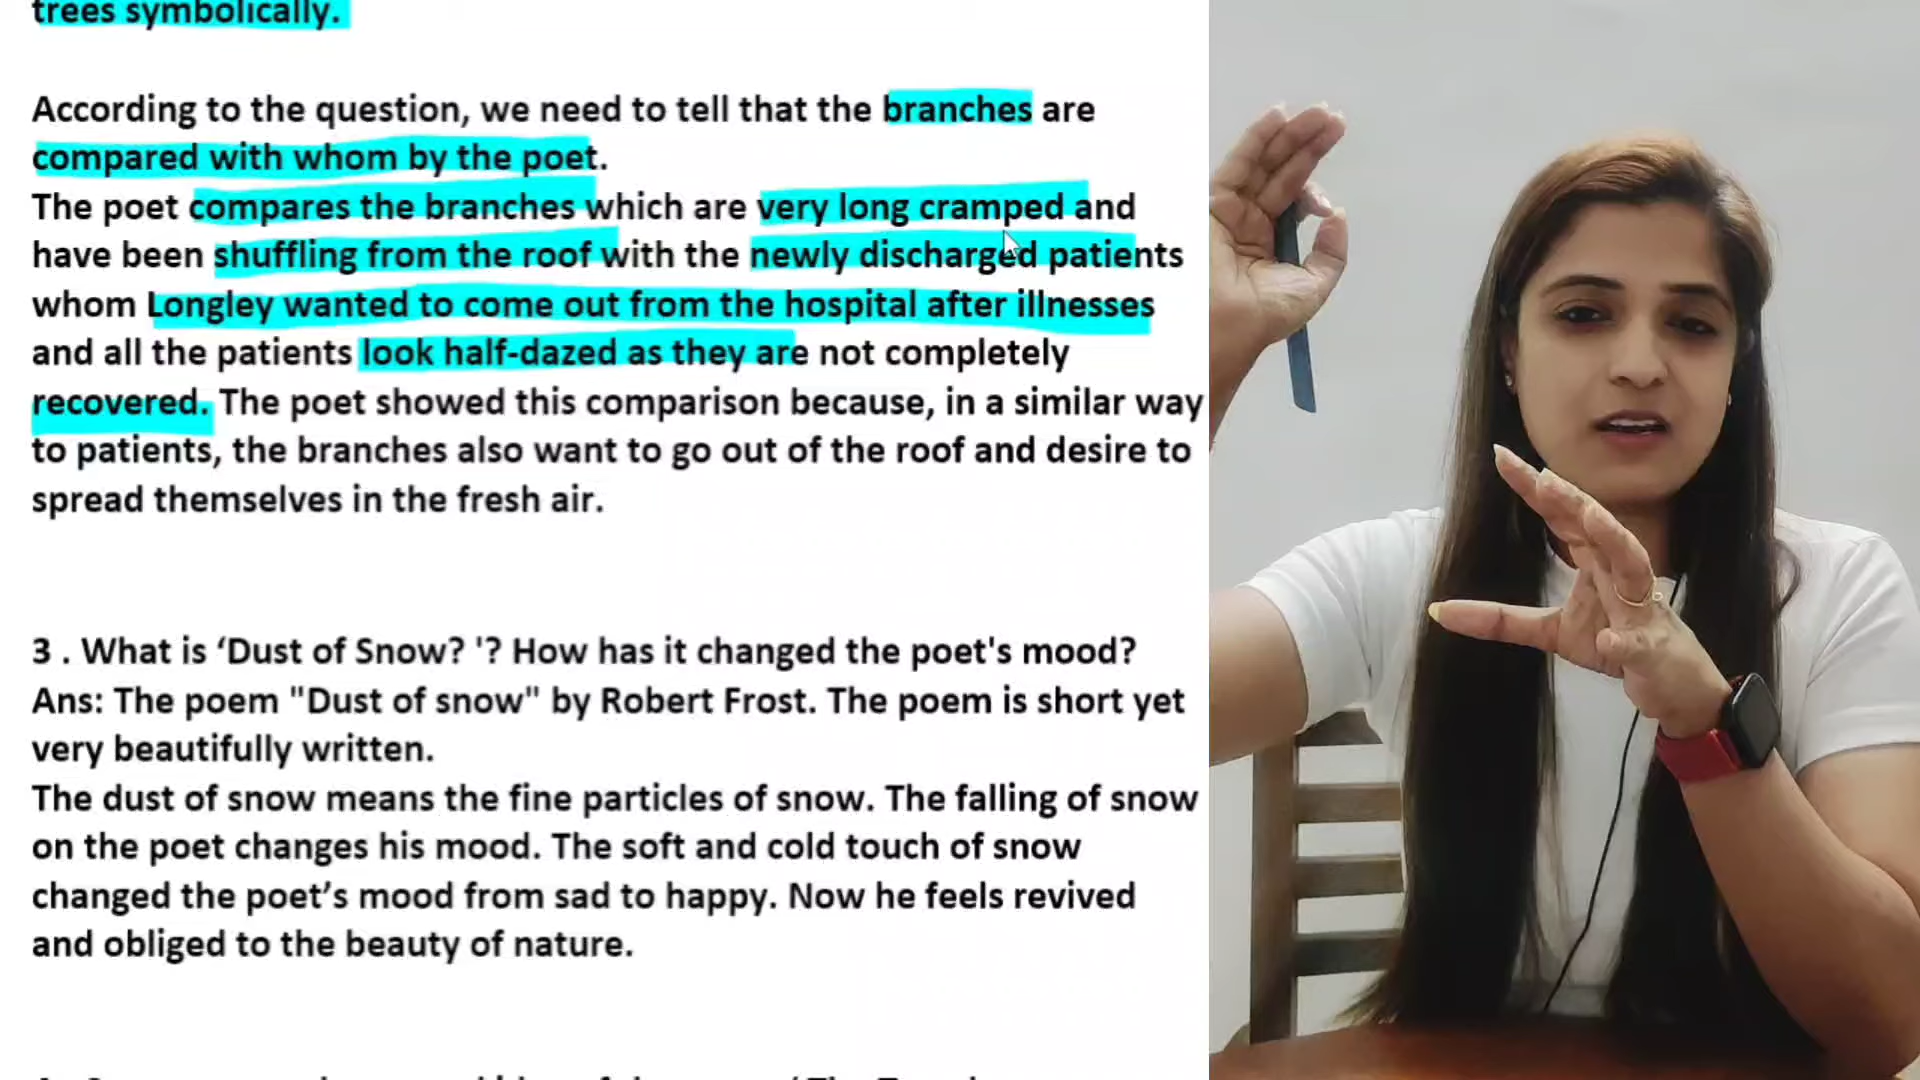 trees symbolically.
According to the question, we need to tell that the branches are
compared with whom by the poet.
The poet compares the branches which are very long cramped and
have been shuffling from the roof with the newly discharged patients
whom Longley wanted to come out from the hospital after illnesses
and all the patients look half-dazed as they are not completely
recovered. The poet showed this comparison because, in a similar way
to patients, the branches also want to go out of the roof and desire to
spread themselves in the fresh air.
3 . What is ‘Dust of Snow? '? How has it changed the poet's mood?
Ans: The poem "Dust of snow" by Robert Frost. The poem is short yet
very beautifully written.
The dust of snow means the fine particles of snow. The falling of snow
on the poet changes his mood. The soft and cold touch of snow
changed the poet’s mood from sad to happy. Now he feels revived
and obliged to the beauty of nature.